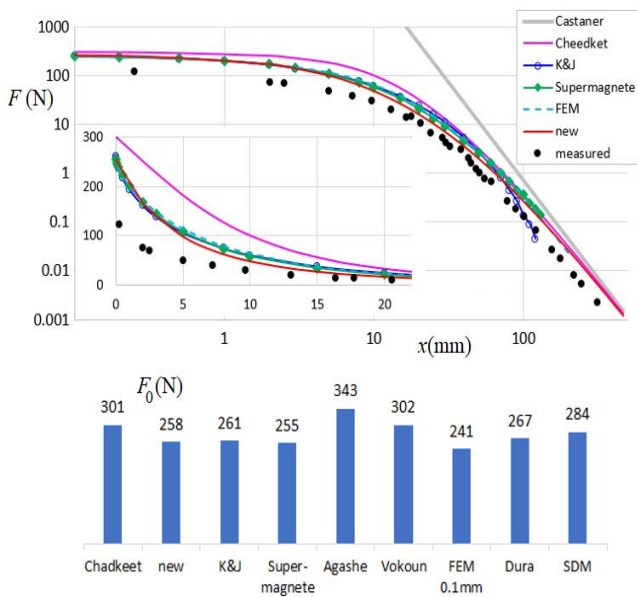 1000
100
10
1
0.1
0.01
0.001
F (N)
Castaner
Cheedket
K&J
Supermagnete
FEM
new
measured
300
200
100
0
0
5
10
15
20
1
10
100
x(mm)
F0(N)
301
258
261
255
343
302
241
267
284
Chadkeet
new
K&J
Super-
magnete
Agashe
Vokoun
FEM
0.1mm
Dura
SDM